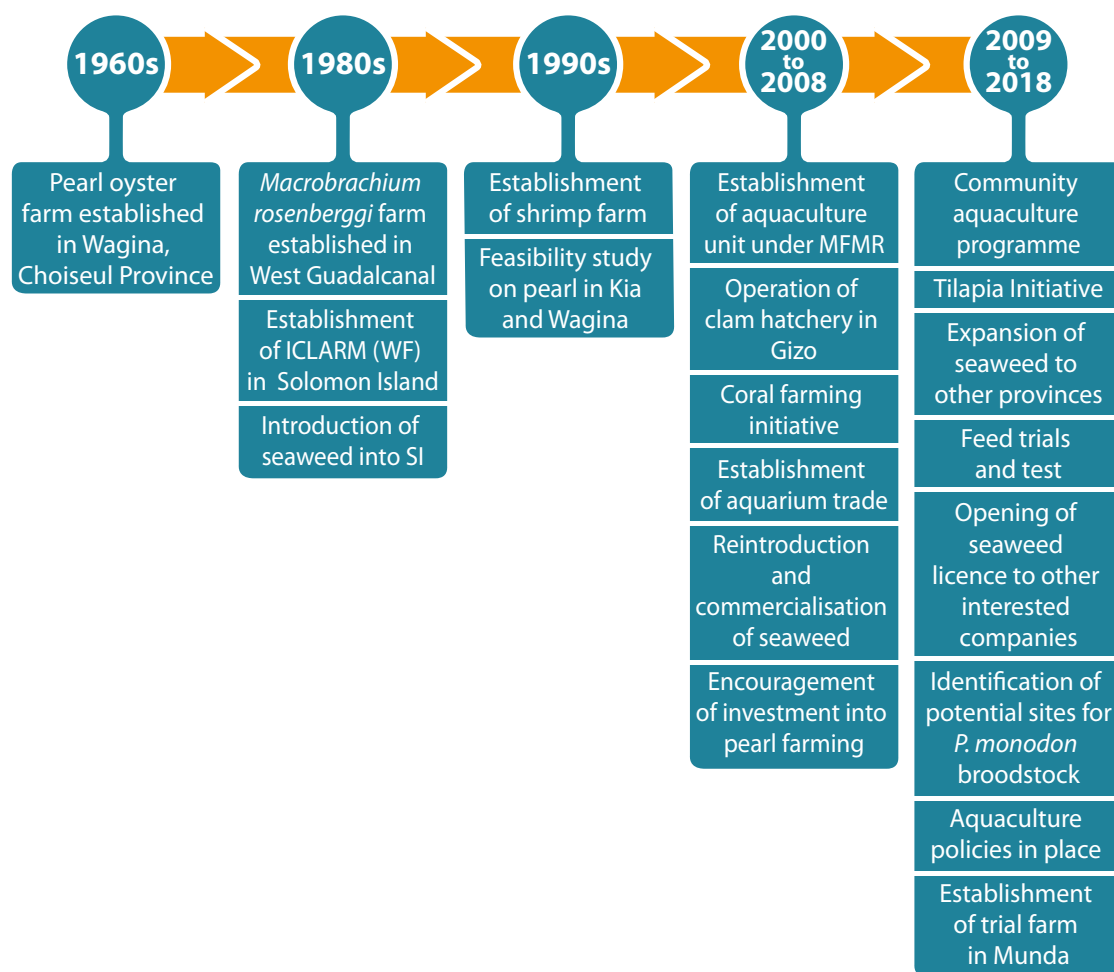 1960s
Pearl oyster
farm established
in Wagina,
Choiseul Province
1980s
Macrobrachium
rosenberggi farm
established in
West Guadalcanal
Establishment
of ICLARM (WF)
in Solomon Island
Introduction of
seaweed into SI
1990s
Establishment
of shrimp farm
Feasibility study
on pearl in Kia
and Wagina
2000
to
2008
Establishment
of aquaculture
unit under MFMR
Operation of
clam hatchery in
Gizo
Coral farming
initiative
Establishment
of aquarium trade
Reintroduction
and
commercialisation
of seaweed
Encouragement
of investment into
pearl farming
2009
to
2018
Community
aquaculture
programme
Tilapia Initiative
Expansion of
seaweed to
other provinces
Feed trials
and test
Opening of
seaweed
licence to other
interested
companies
Identification of
potential sites for
P. monodon
broodstock
Aquaculture
policies in place
Establishment
of trial farm
in Munda